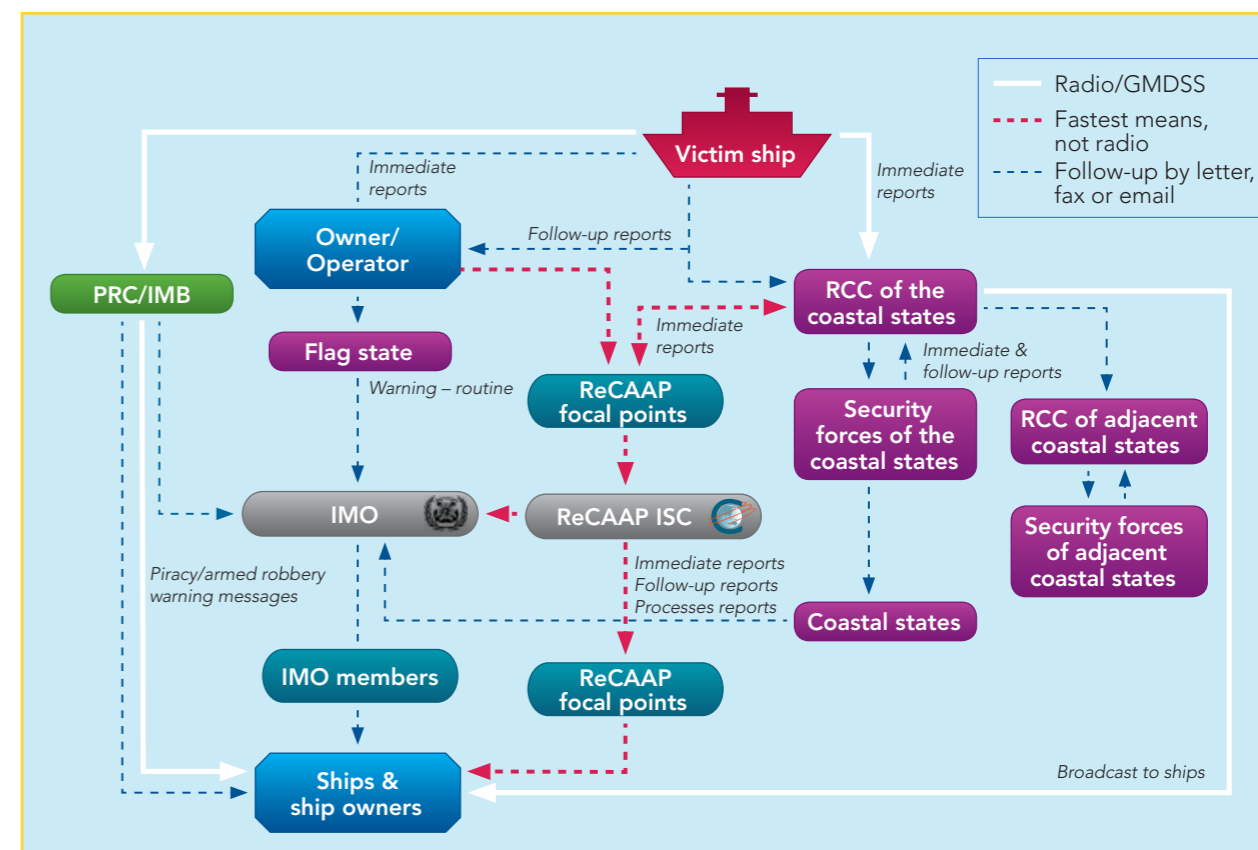 Radio/GMDSS
Fastest means,
not radio
Follow-up by letter,
fax or email
Victim ship
Immediate
reports
Immediate
reports
Owner/
Operator
Follow-up reports
PRC/IMB
RCC of the
coastal states
Flag state
Immediate
reports
Immediate &
follow-up reports
Warning – routine
ReCAAP
focal points
Security
forces of the
coastal states
RCC of adjacent
coastal states
IMO
ReCAAP ISC
Security forces
of adjacent
coastal states
Piracy/armed robbery
warning messages
Immediate reports
Follow-up reports
Processes reports
Coastal states
IMO members
ReCAAP
focal points
Ships &
ship owners
Broadcast to ships